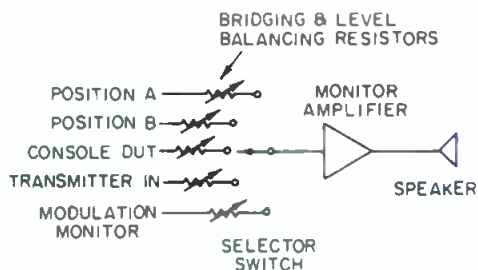 BRIDGING & LEVEL
BALANCING RESISTORS
POSITION A
POSITION B
CONSOLE OUT
TRANSMITTER IN
MODULATION
MONITOR
SELECTOR
SWITCH
MONITOR
AMPLIFIER
SPEAKER